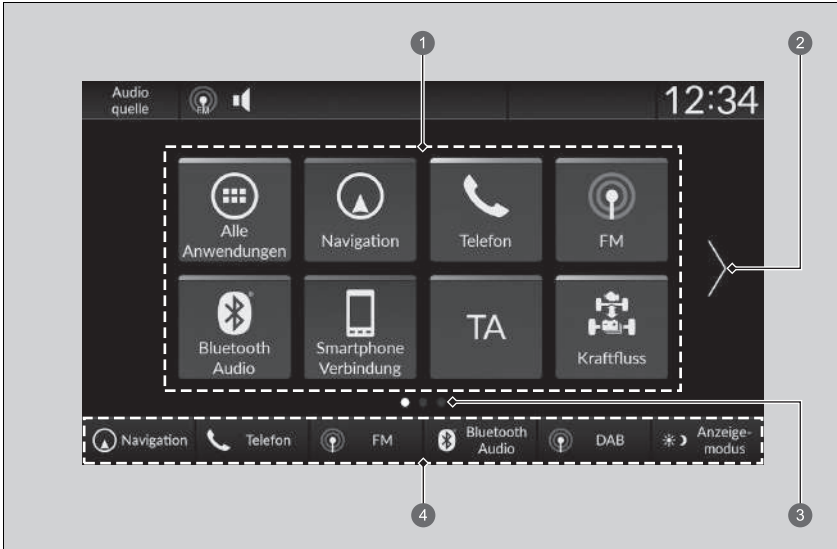 1
2
Audio
quelle
FM
12:34
Alle
Anwendungen
Navigation
Telefon
FM
Bluetooth
Audio
Smartphone
Verbindung
TA
Kraftfluss
Navigation
Telefon
FM
Bluetooth
Audio
DAB
Anzeige-
modus
4
3